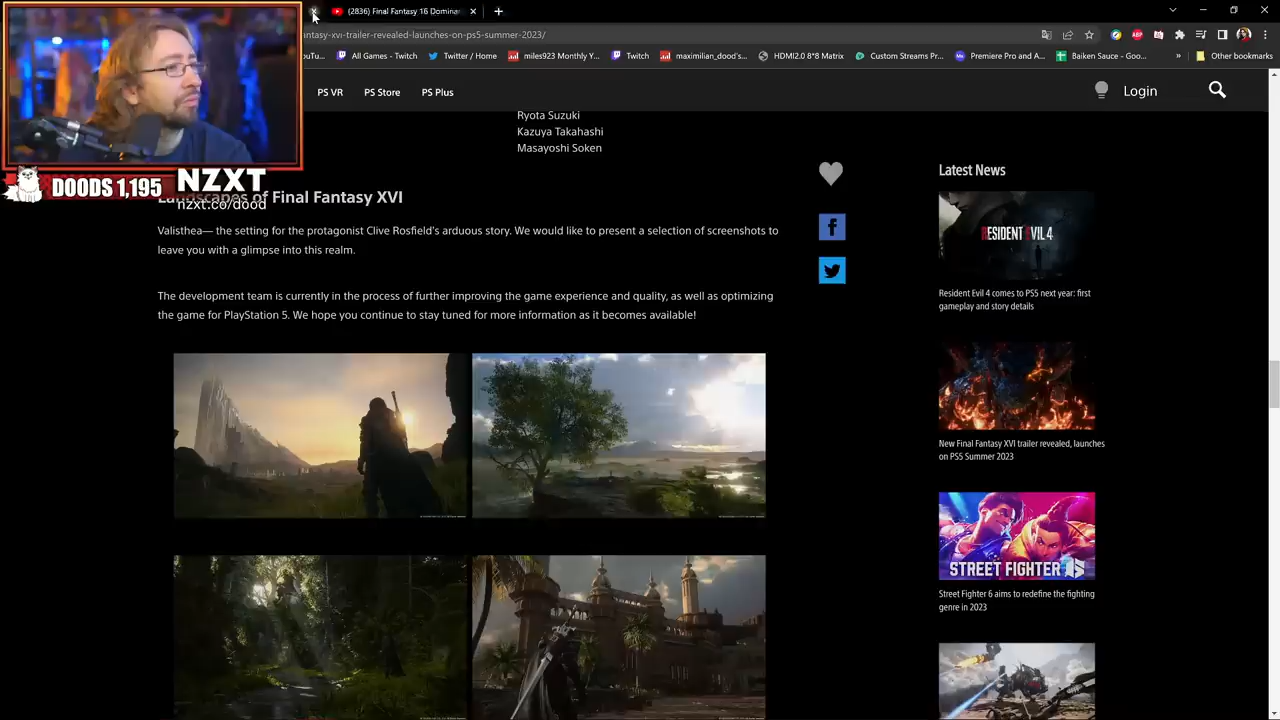 (2836) Final Fantasy 16 Dominan
antasy-xvi-trailer-revealed-launches-on-ps5-summer-2023/
All Games - Twitch
Twitter / Home
miles923 Monthly Y...
Twitch
maximilian_dood's...
HDMI2.0 8*8 Matrix
Custom Streams Pr...
Premiere Pro and A...
Baiken Sauce - Goo...
Other bookmarks
PS VR
PS Store
PS Plus
Login
Ryota Suzuki
Kazuya Takahashi
Masayoshi Soken
DOODS 1,195
NZXT
nzxt.co/dood
Landscapes of Final Fantasy XVI
Valisthea— the setting for the protagonist Clive Rosfield's arduous story. We would like to present a selection of screenshots to
leave you with a glimpse into this realm.
The development team is currently in the process of further improving the game experience and quality, as well as optimizing
the game for PlayStation 5. We hope you continue to stay tuned for more information as it becomes available!
Latest News
RESIDENT EVIL 4
Resident Evil 4 comes to PS5 next year: first
gameplay and story details
New Final Fantasy XVI trailer revealed, launches
on PS5 Summer 2023
STREET FIGHTER 6
Street Fighter 6 aims to redefine the fighting
genre in 2023